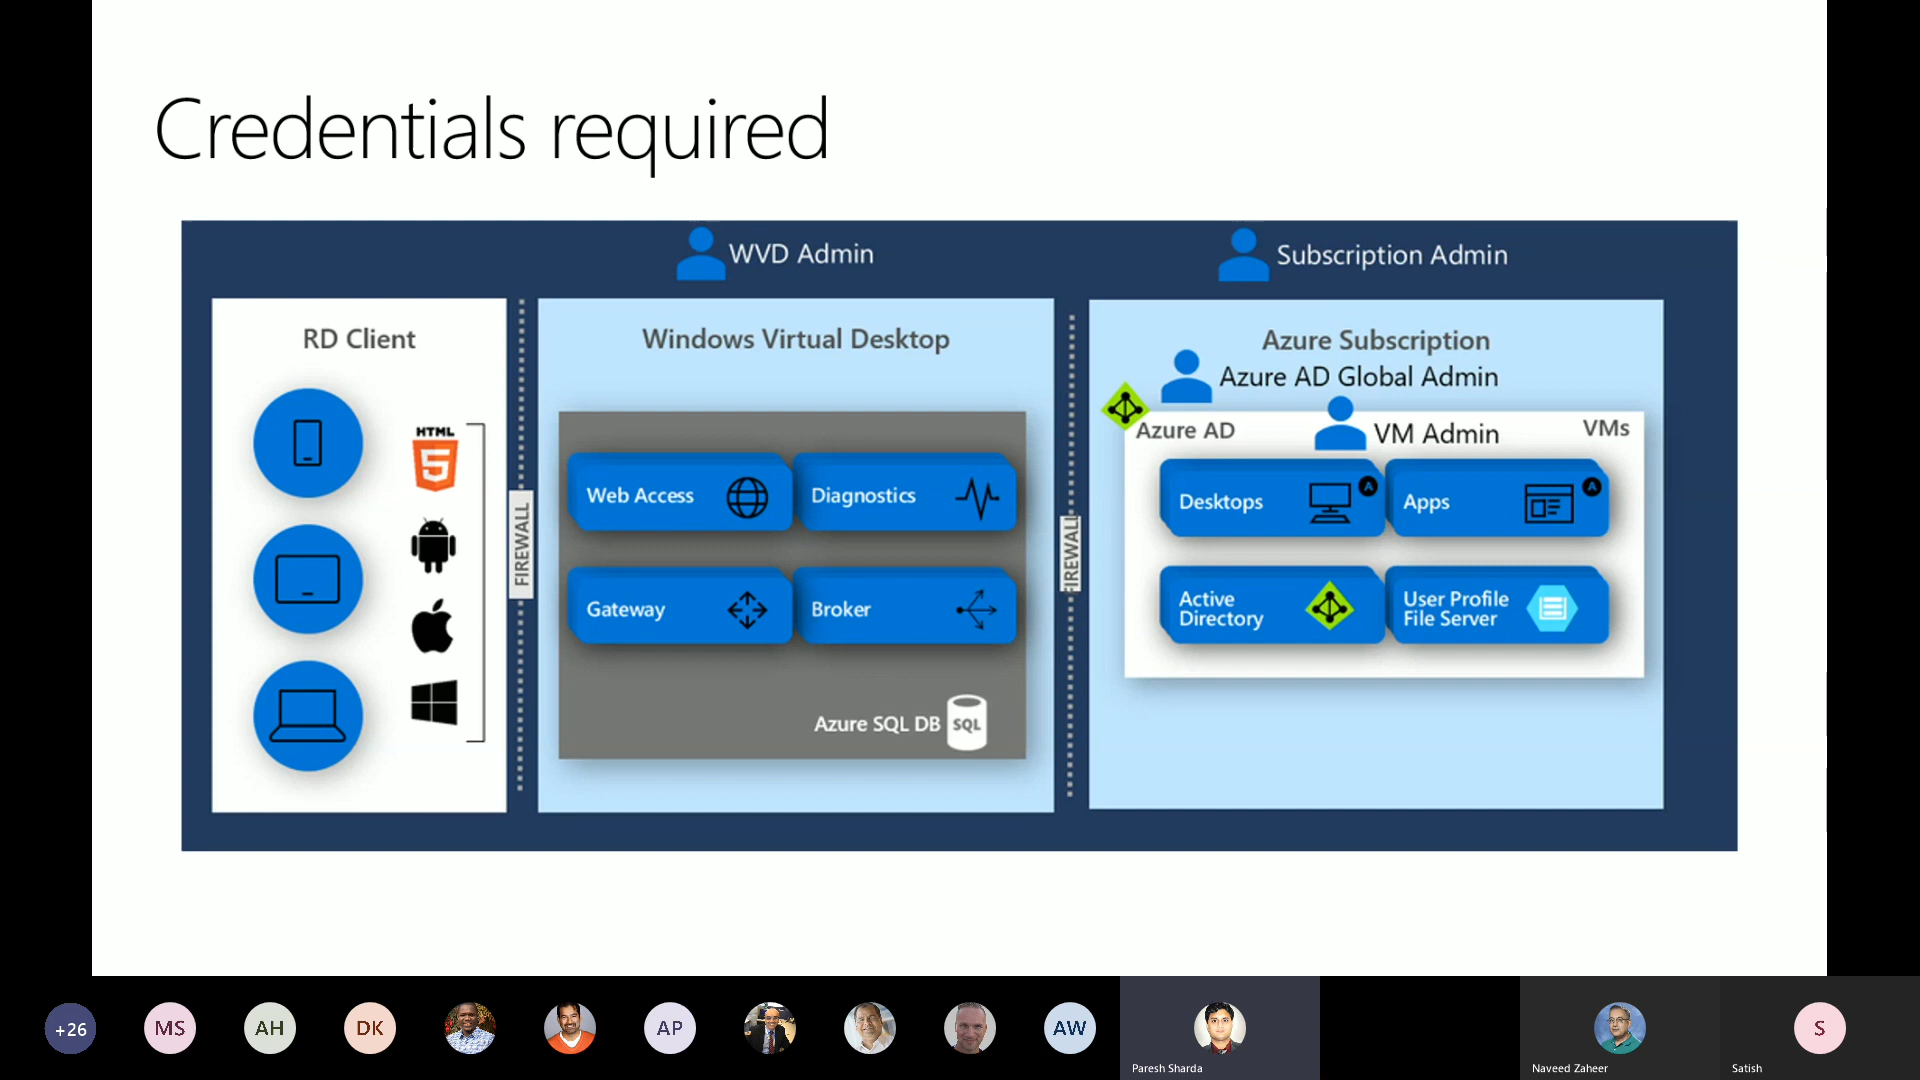 Credentials required
WVD Admin
Subscription Admin
RD Client
HTML
5
FIREWALL
Windows Virtual Desktop
Web Access
Diagnostics
Gateway
Broker
Azure SQL DB
SQL
FIREWALL
Azure Subscription
Azure AD Global Admin
Azure AD
VM Admin
VMs
Desktops
A
Apps
A
Active
Directory
User Profile
File Server
+26
MS
AH
DK
AP
AW
Paresh Sharda
Naveed Zaheer
S
Satish